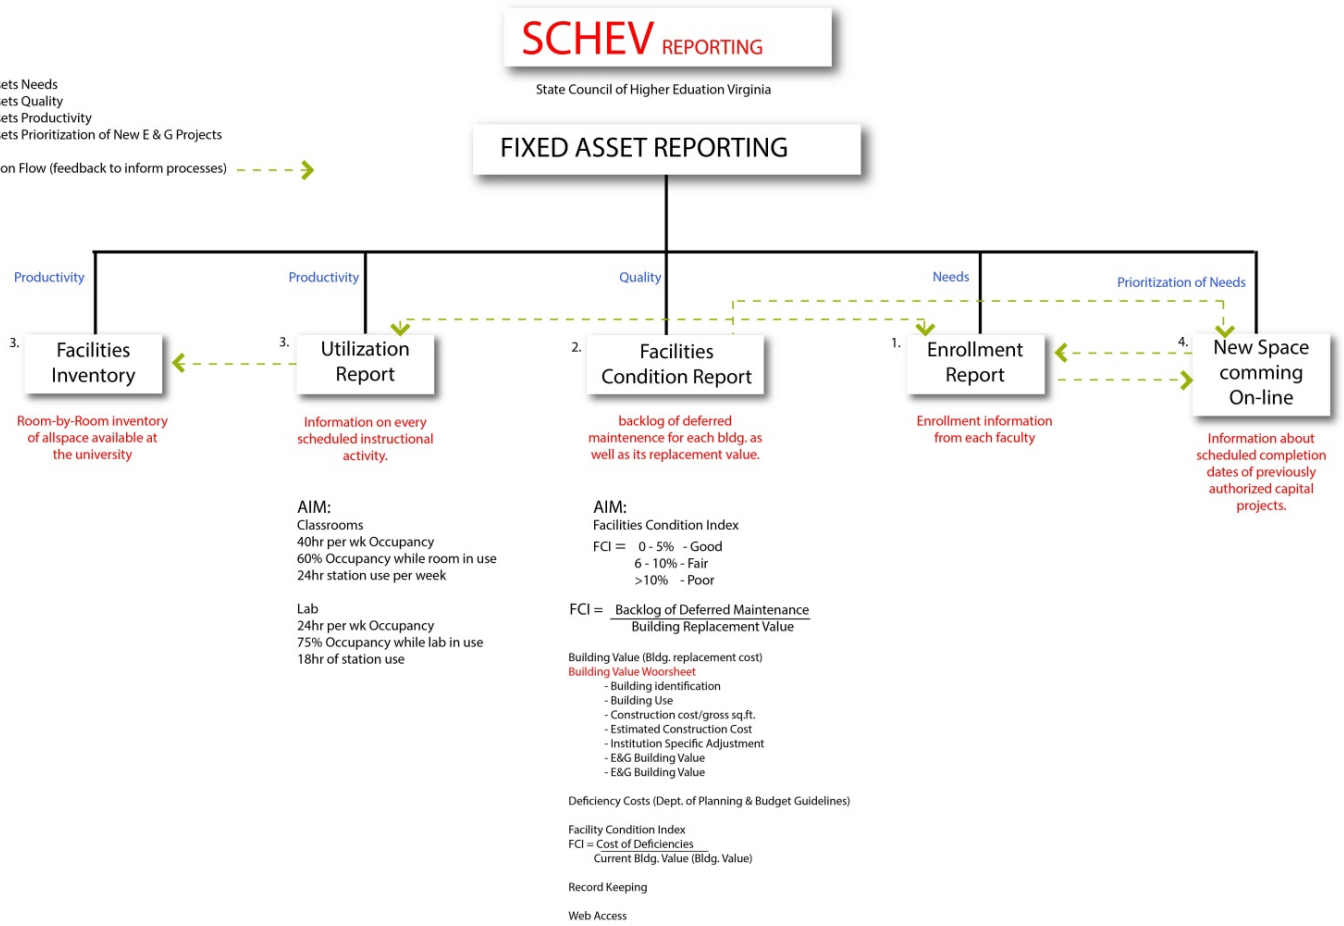 SCHEV REPORTING
State Council of Higher Eduation Virginia
sets Needs
sets Quality
sets Productivity
sets Prioritization of New E & G Projects
on Flow (feedback to inform processes)
FIXED ASSET REPORTING
Productivity
Productivity
Quality
Needs
Prioritization of Needs
3.
Facilities
Inventory
Room-by-Room inventory
of allspace available at
the university
3.
Utilization
Report
Information on every
scheduled instructional
activity.
AIM:
Classrooms
40hr per wk Occupancy
60% Occupancy while room in use
24hr station use per week
Lab
24hr per wk Occupancy
75% Occupancy while lab in use
18hr of station use
2.
Facilities
Condition Report
backlog of deferred
maintenence for each bldg. as
well as its replacement value.
AIM:
Facilities Condition Index
FCI = 0 - 5% - Good
6 - 10% - Fair
>10% - Poor
FCI = Backlog of Deferred Maintenance
Building Replacement Value
Building Value (Bldg. replacement cost)
Building Value Woorsheet
- Building identification
- Building Use
- Construction cost/gross sq.ft.
- Estimated Construction Cost
- Institution Specific Adjustment
- E&G Building Value
- E&G Building Value
Deficiency Costs (Dept. of Planning & Budget Guidelines)
Facility Condition Index
FCI = Cost of Deficiencies
Current Bldg. Value (Bldg. Value)
Record Keeping
Web Access
1.
Enrollment
Report
Enrollment information
from each faculty
4.
New Space
comming
On-line
Information about
scheduled completion
dates of previously
authorized capital
projects.